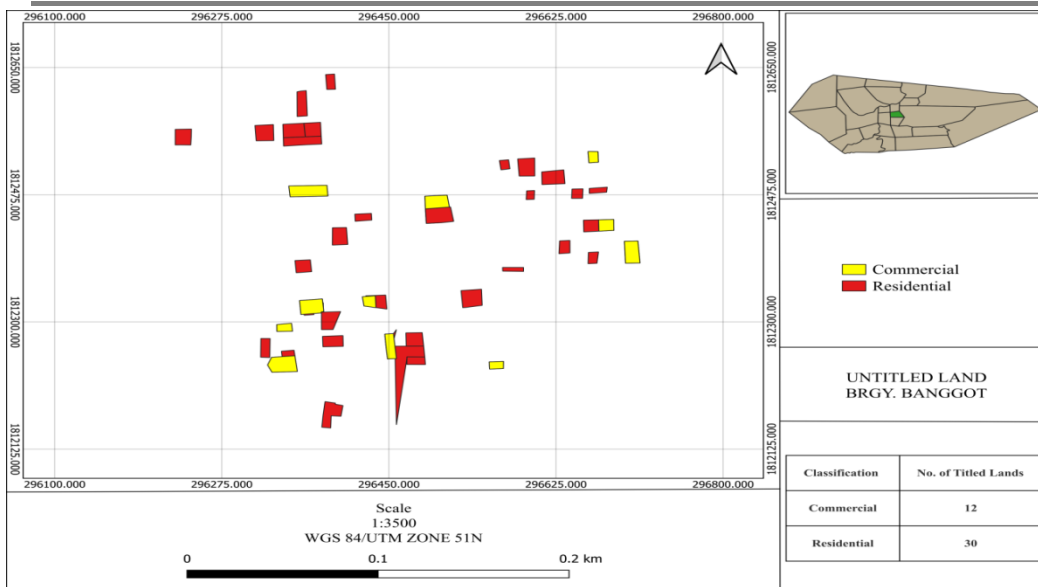 296100.000 296275.000 296450.000 296625.000 296800.000
1812650.000 1812650.000
1812475.000 1812475.000
1812300.000 1812300.000
1812125.000 1812125.000
296100.000 296275.000 296450.000 296625.000 296800.000
Scale
1:3500
WGS 84/UTM ZONE 51N
0 0.1 0.2 km
Commercial
Residential
UNTITLED LAND
BRGY. BANGGOT
Classification No. of Titled Lands
Commercial 12
Residential 30